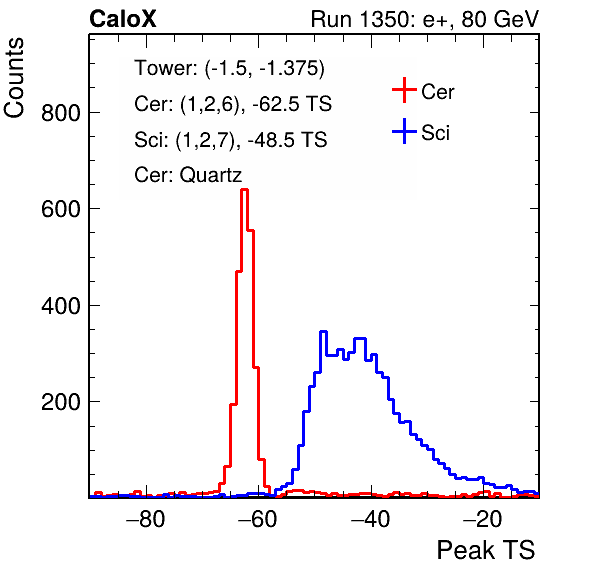 CaloX Run 1350: e+, 80 GeV
Counts
Tower: (-1.5, -1.375)
Cer: (1,2,6), -62.5 TS
Sci: (1,2,7), -48.5 TS
Cer: Quartz
Cer
Sci
800
600
400
200
−80 −60 −40 −20
Peak TS